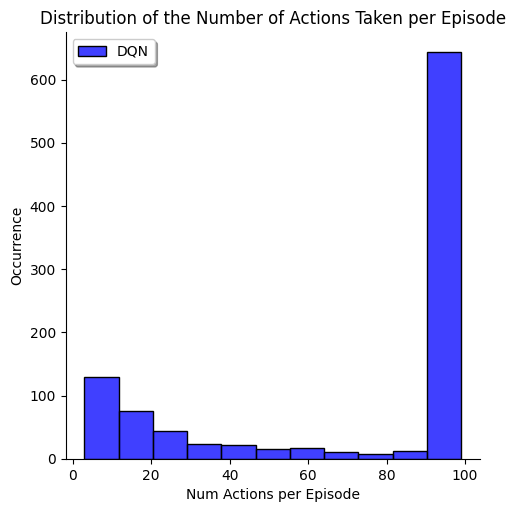 Distribution of the Number of Actions Taken per Episode
DQN
600
500
400
300
200
100
0
Occurrence
0 20 40 60 80 100
Num Actions per Episode